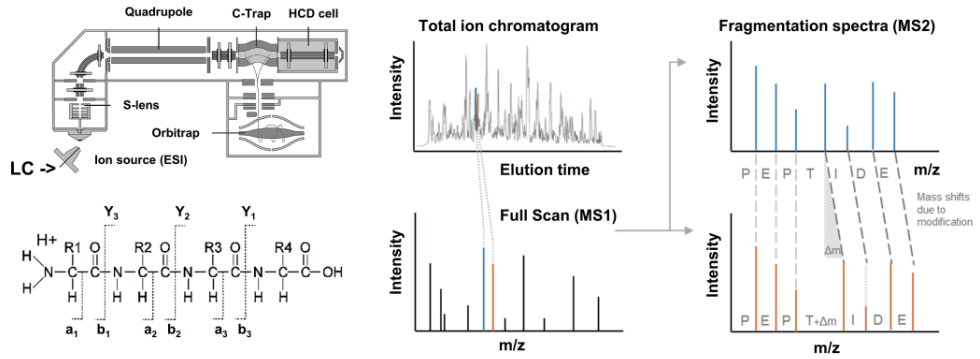 Quadrupole
C-Trap
HCD cell
S-lens
Orbitrap
LC -> Ion source (ESI)
Y₃ Y₂ Y₁
H+
H R1 O R2 O R3 O R4 O
H-N-C-C-N-C-C-N-C-C-N-C-C-OH
H H H H H H H H
a₁ b₁ a₂ b₂ a₃ b₃
Total ion chromatogram
Intensity
Elution time
Full Scan (MS1)
Intensity
m/z
Fragmentation spectra (MS2)
Intensity
P E P T I D E m/z
Mass shifts
due to
modification
Δm
Intensity
P E P T+Δm I D E
m/z